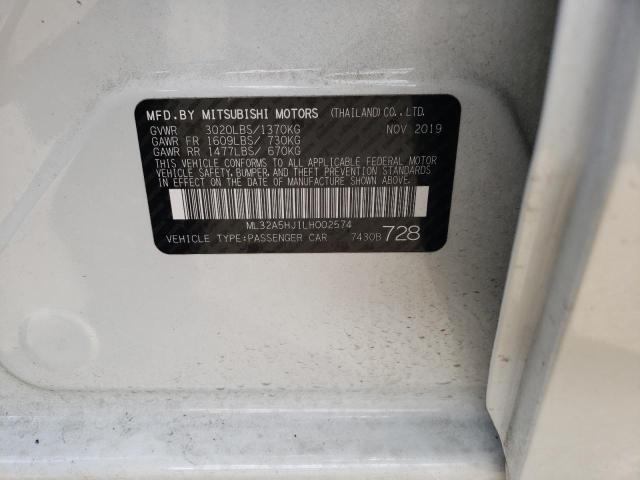 MFD.BY MITSUBISHI MOTORS (THAILAND) CO.,LTD.
GVWR 3020LBS/1370KG NOV 2019
GAWR FR 1609LBS/ 730KG
GAWR RR 1477LBS/ 670KG
THIS VEHICLE CONFORMS TO ALL APPLICABLE FEDERAL MOTOR
VEHICLE SAFETY, BUMPER, AND THEFT PREVENTION STANDARDS
IN EFFECT ON THE DATE OF MANUFACTURE SHOWN ABOVE.
ML32A5HJ1LH002574
VEHICLE TYPE:PASSENGER CAR 7430B 728